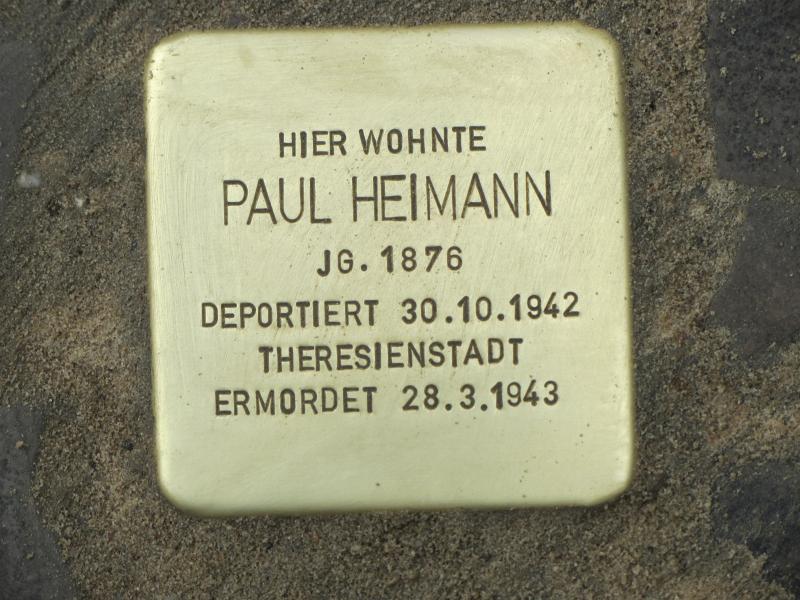 HIER WOHNTE
PAUL HEIMANN
JG. 1876
DEPORTIERT 30.10.1942
THERESIENSTADT
ERMORDET 28.3.1943